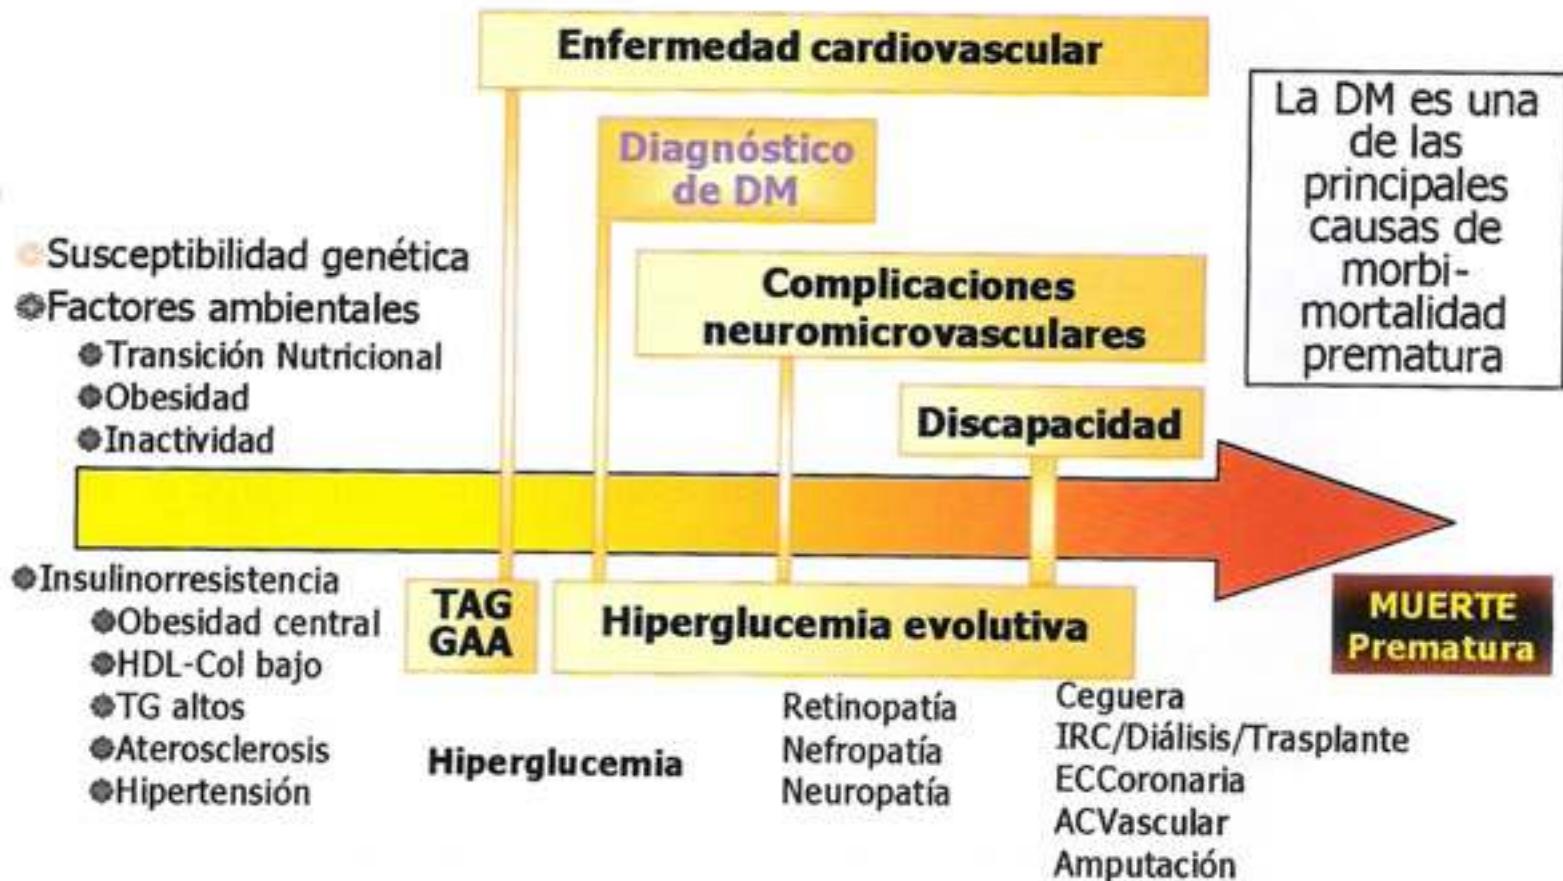 Enfermedad cardiovascular
Diagnóstico
de DM
La DM es una
de las
principales
causas de
morbi-
mortalidad
prematura
Susceptibilidad genética
Factores ambientales
Transición Nutricional
Obesidad
Inactividad
Complicaciones
neuromicrovasculares
Discapacidad
Insulinorresistencia
Obesidad central
HDL-Col bajo
TG altos
Aterosclerosis
Hipertensión
TAG
GAA
Hiperglucemia evolutiva
MUERTE
Prematura
Hiperglucemia
Retinopatía
Nefropatía
Neuropatía
Ceguera
IRC/Diálisis/Trasplante
ECCoronaria
ACVascular
Amputación